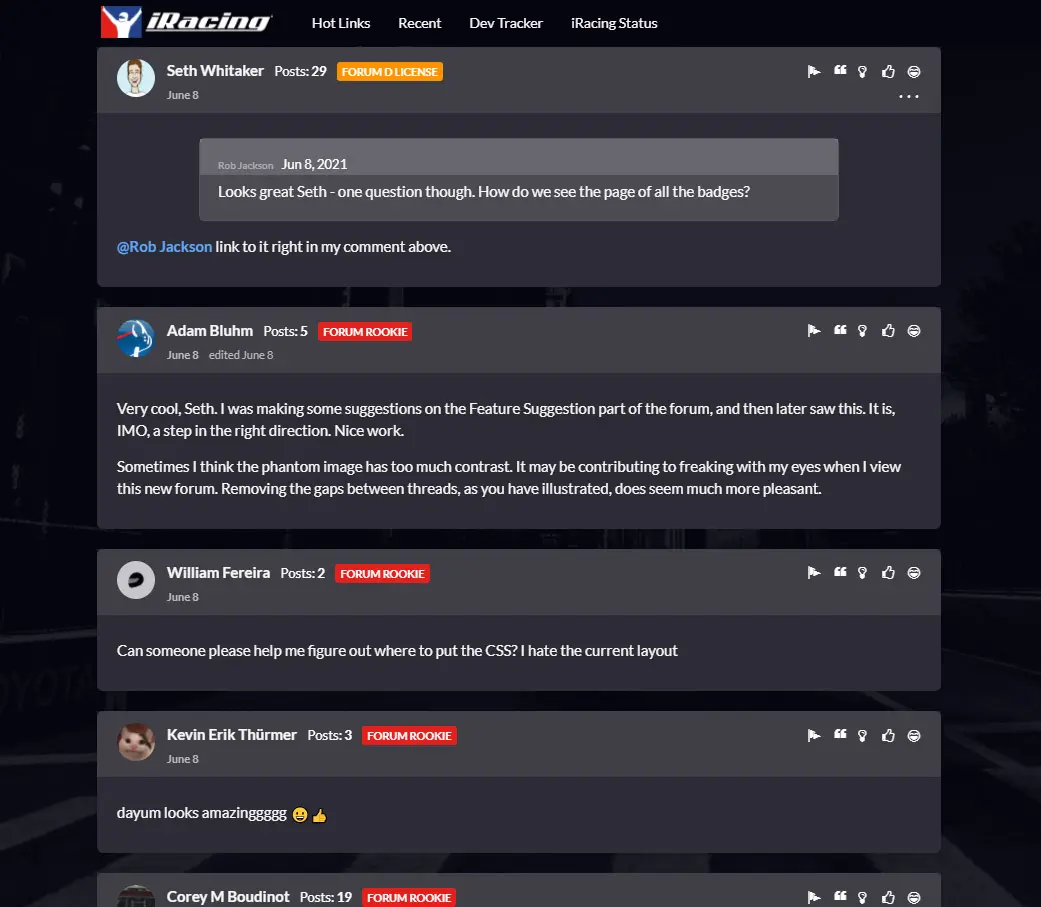 iRacing Hot Links Recent Dev Tracker iRacing Status
Seth Whitaker Posts: 29 FORUM D LICENSE
June 8
Rob Jackson Jun 8, 2021
Looks great Seth - one question though. How do we see the page of all the badges?
@Rob Jackson link to it right in my comment above.
Adam Bluhm Posts: 5 FORUM ROOKIE
June 8 edited June 8
Very cool, Seth. I was making some suggestions on the Feature Suggestion part of the forum, and then later saw this. It is,
IMO, a step in the right direction. Nice work.
Sometimes I think the phantom image has too much contrast. It may be contributing to freaking with my eyes when I view
this new forum. Removing the gaps between threads, as you have illustrated, does seem much more pleasant.
William Fereira Posts: 2 FORUM ROOKIE
June 8
Can someone please help me figure out where to put the CSS? I hate the current layout
Kevin Erik Thürmer Posts: 3 FORUM ROOKIE
June 8
dayum looks amazinggggg 😀👍
Corey M Boudinot Posts: 19 FORUM ROOKIE